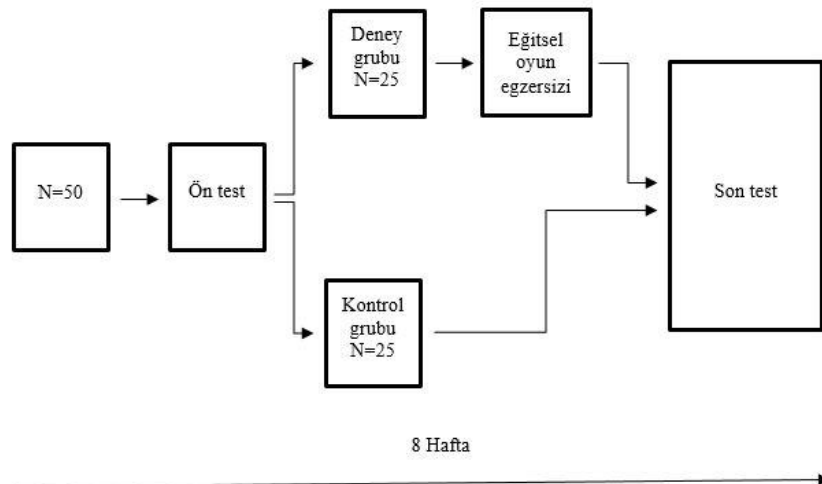 N=50
Ön test
Deney
grubu
N=25
Eğitsel
oyun
egzersizi
Kontrol
grubu
N=25
Son test
8 Hafta